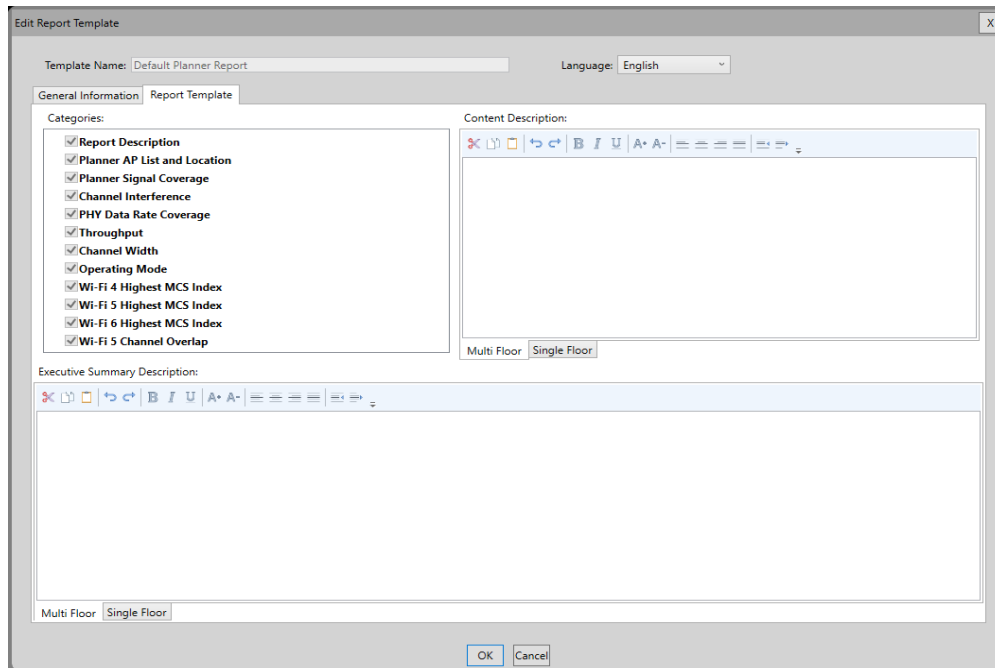 Edit Report Template
X
Template Name: Default Planner Report
Language: English
General Information
Report Template
Categories:
Report Description
Planner AP List and Location
Planner Signal Coverage
Channel Interference
PHY Data Rate Coverage
Throughput
Channel Width
Operating Mode
Wi-Fi 4 Highest MCS Index
Wi-Fi 5 Highest MCS Index
Wi-Fi 6 Highest MCS Index
Wi-Fi 5 Channel Overlap
Content Description:
B I U A+ A-
Multi Floor Single Floor
Executive Summary Description:
B I U A+ A-
Multi Floor Single Floor
OK Cancel